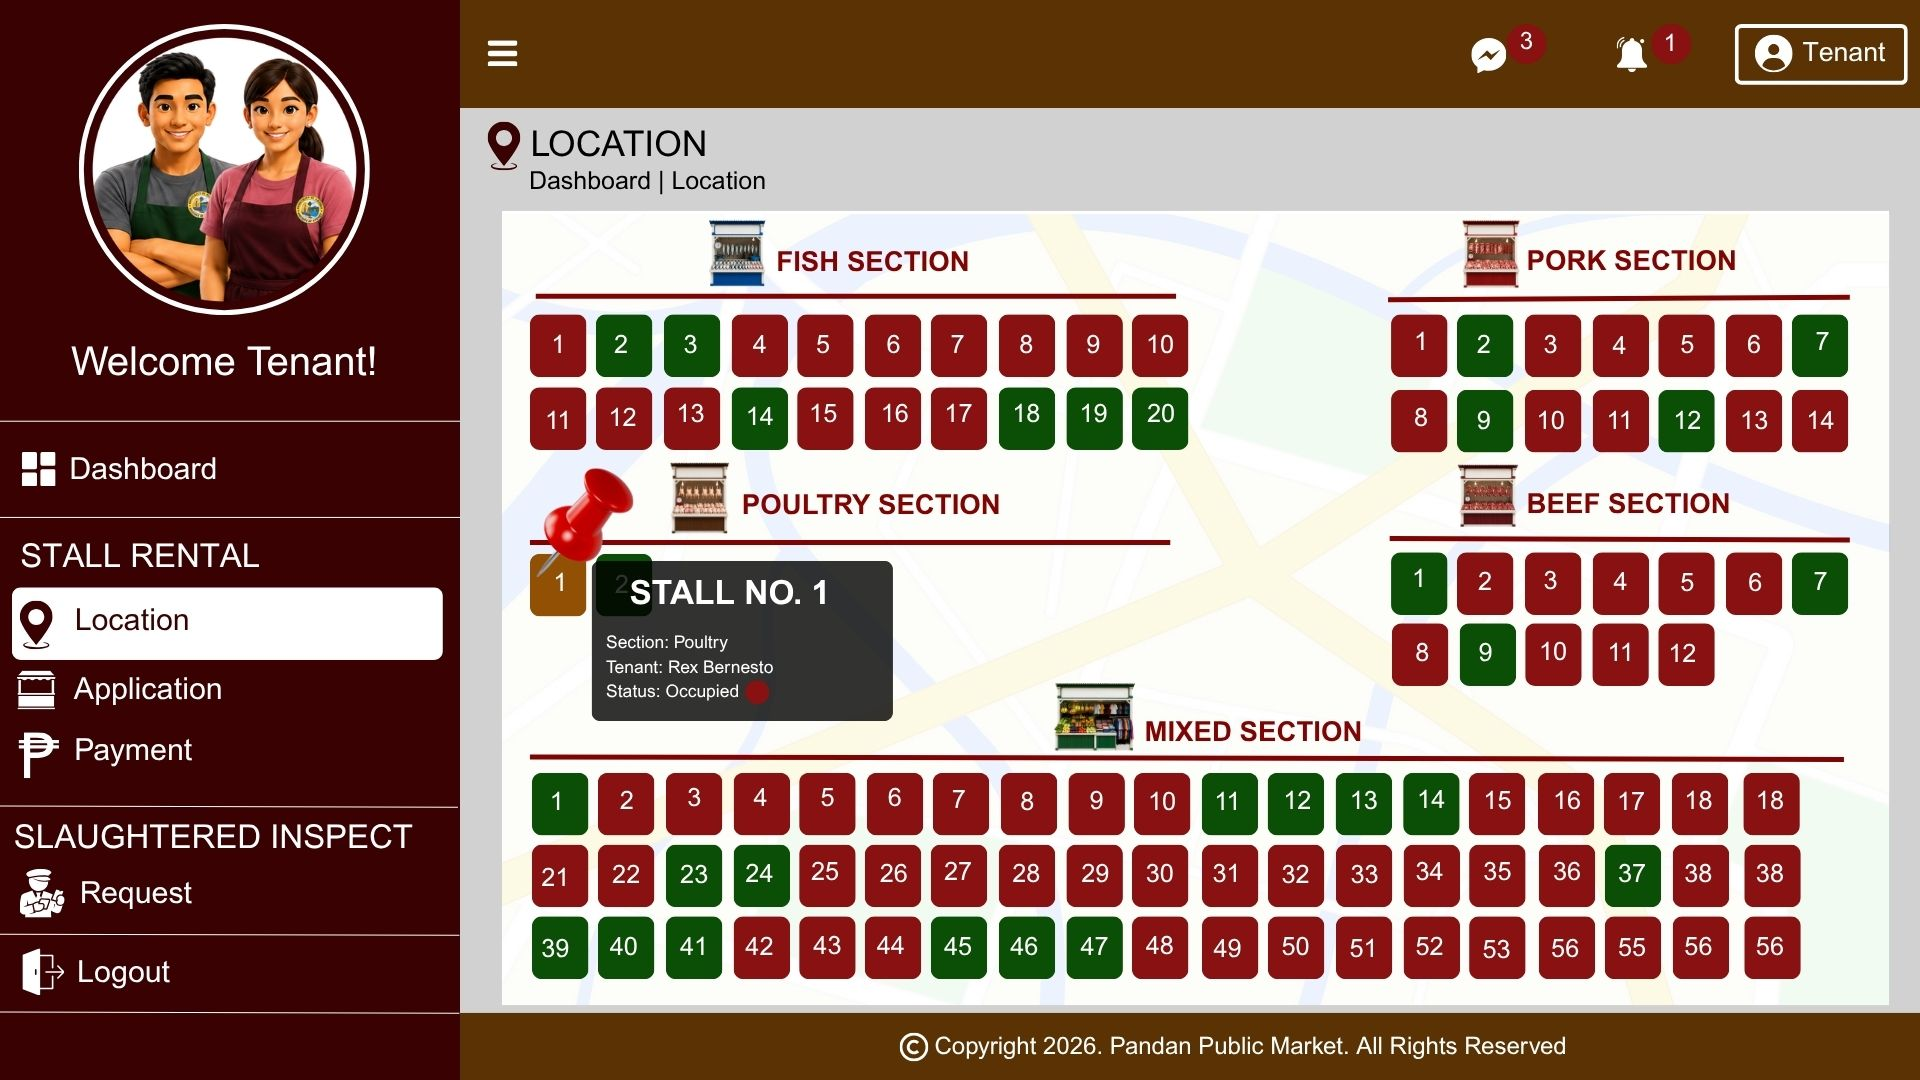 3
1
Tenant
LOCATION
Dashboard | Location
Welcome Tenant!
Dashboard
STALL RENTAL
Location
Application
Payment
SLAUGHTERED INSPECT
Request
Logout
FISH SECTION
1 2 3 4 5 6 7 8 9 10
11 12 13 14 15 16 17 18 19 20
PORK SECTION
1 2 3 4 5 6 7
8 9 10 11 12 13 14
POULTRY SECTION
1 2
STALL NO. 1
Section: Poultry
Tenant: Rex Bernesto
Status: Occupied
BEEF SECTION
1 2 3 4 5 6 7
8 9 10 11 12
MIXED SECTION
1 2 3 4 5 6 7 8 9 10 11 12 13 14 15 16 17 18 18
21 22 23 24 25 26 27 28 29 30 31 32 33 34 35 36 37 38 38
39 40 41 42 43 44 45 46 47 48 49 50 51 52 53 56 55 56 56
© Copyright 2026. Pandan Public Market. All Rights Reserved